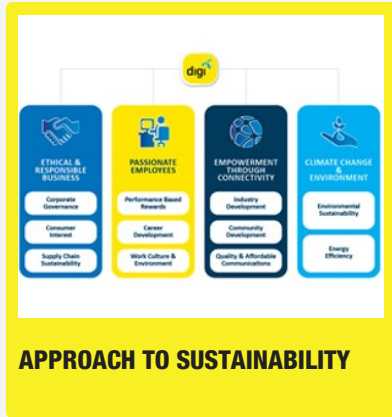 digi
ETHICAL &
RESPONSIBLE
BUSINESS
Corporate
Governance
Consumer
Interest
Supply Chain
Sustainability
PASSIONATE
EMPLOYEES
Performance Based
Rewards
Career
Development
Work Culture &
Environment
EMPOWERMENT
THROUGH
CONNECTIVITY
Industry
Development
Community
Development
Quality & Affordable
Communications
CLIMATE CHANGE
& ENVIRONMENT
Environmental
Sustainability
Energy
Efficiency
APPROACH TO SUSTAINABILITY